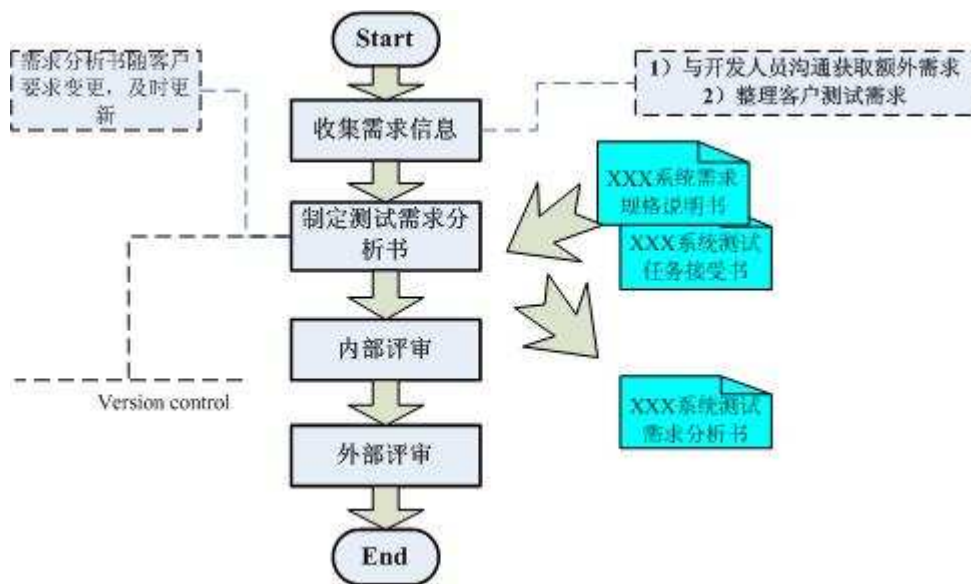 Start
需求分析书随客户
要求变更，及时更
新
1）与开发人员沟通获取额外需求
2）整理客户测试需求
收集需求信息
XXX系统需求
规格说明书
制定测试需求分
析书
XXX系统测试
任务接受书
内部评审
Version control
XXX系统测试
需求分析书
外部评审
End